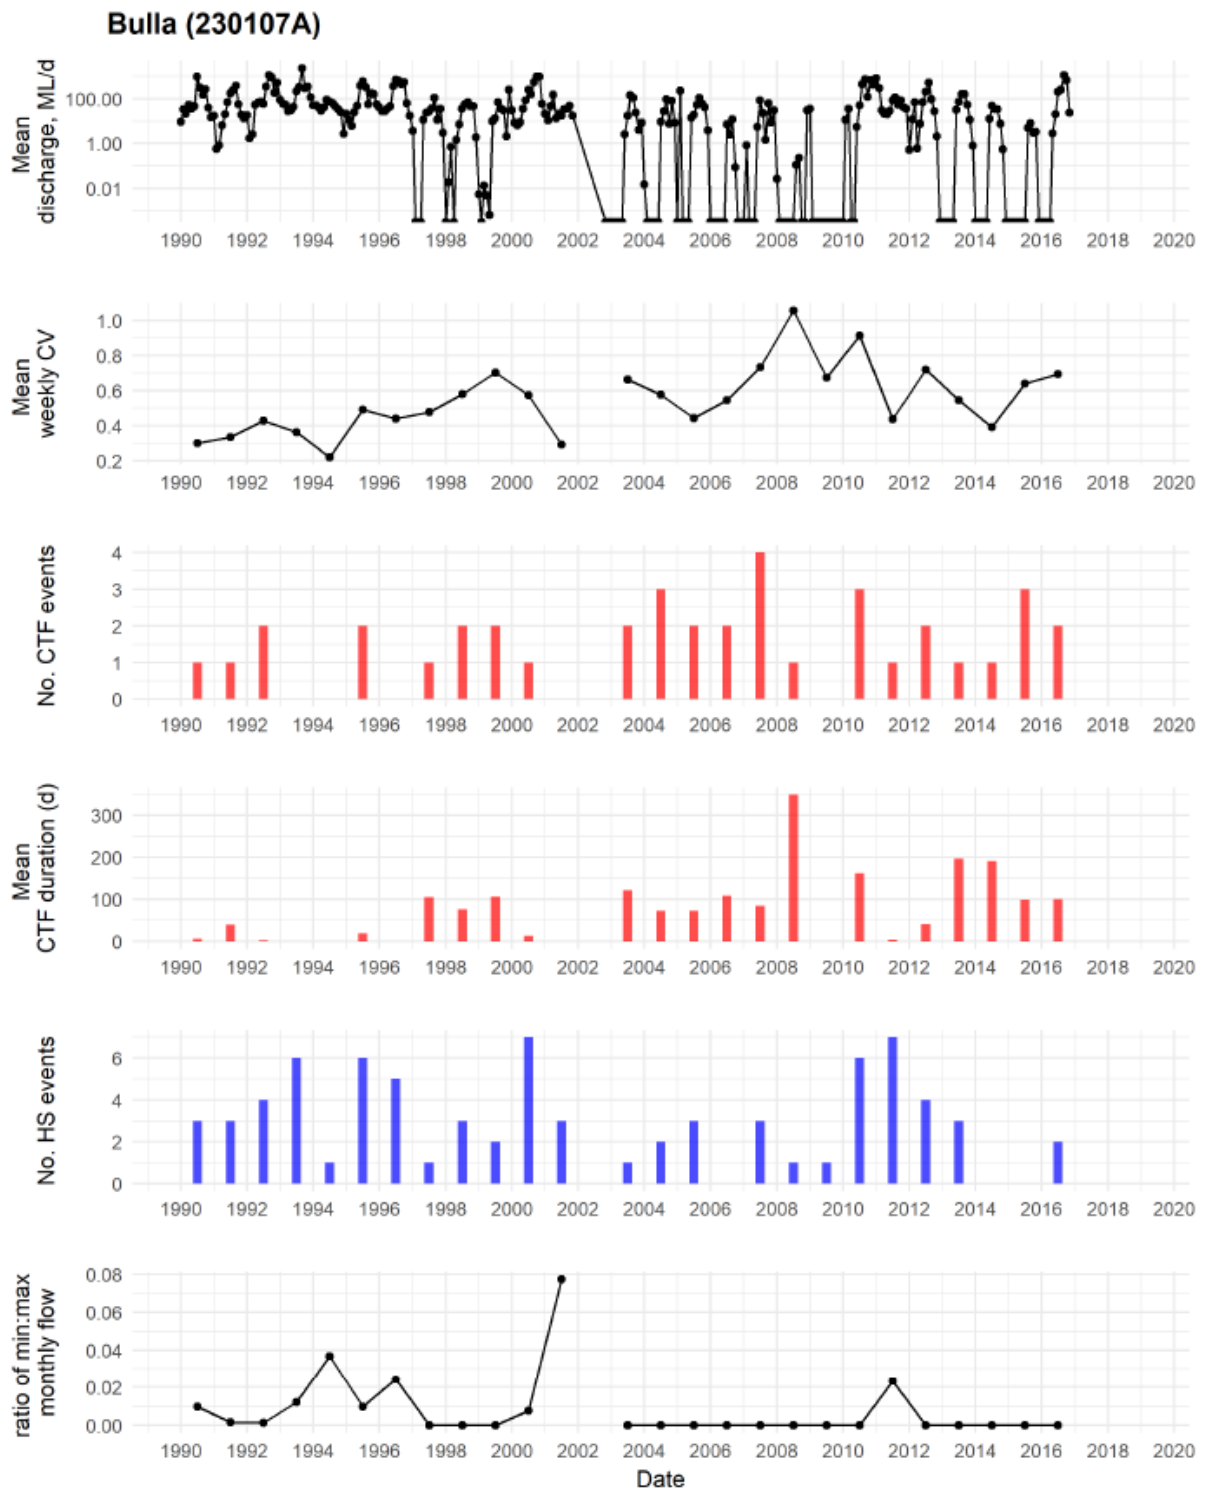 Bulla (230107A)
Mean
discharge, ML/d
100.00
1.00
0.01
1990 1992 1994 1996 1998 2000 2002 2004 2006 2008 2010 2012 2014 2016 2018 2020
Mean
weekly CV
1.0
0.8
0.6
0.4
0.2
1990 1992 1994 1996 1998 2000 2002 2004 2006 2008 2010 2012 2014 2016 2018 2020
No. CTF events
4
3
2
1
0
1990 1992 1994 1996 1998 2000 2002 2004 2006 2008 2010 2012 2014 2016 2018 2020
Mean
CTF duration (d)
300
200
100
0
1990 1992 1994 1996 1998 2000 2002 2004 2006 2008 2010 2012 2014 2016 2018 2020
No. HS events
6
4
2
0
1990 1992 1994 1996 1998 2000 2002 2004 2006 2008 2010 2012 2014 2016 2018 2020
ratio of min:max
monthly flow
0.08
0.06
0.04
0.02
0.00
1990 1992 1994 1996 1998 2000 2002 2004 2006 2008 2010 2012 2014 2016 2018 2020
Date